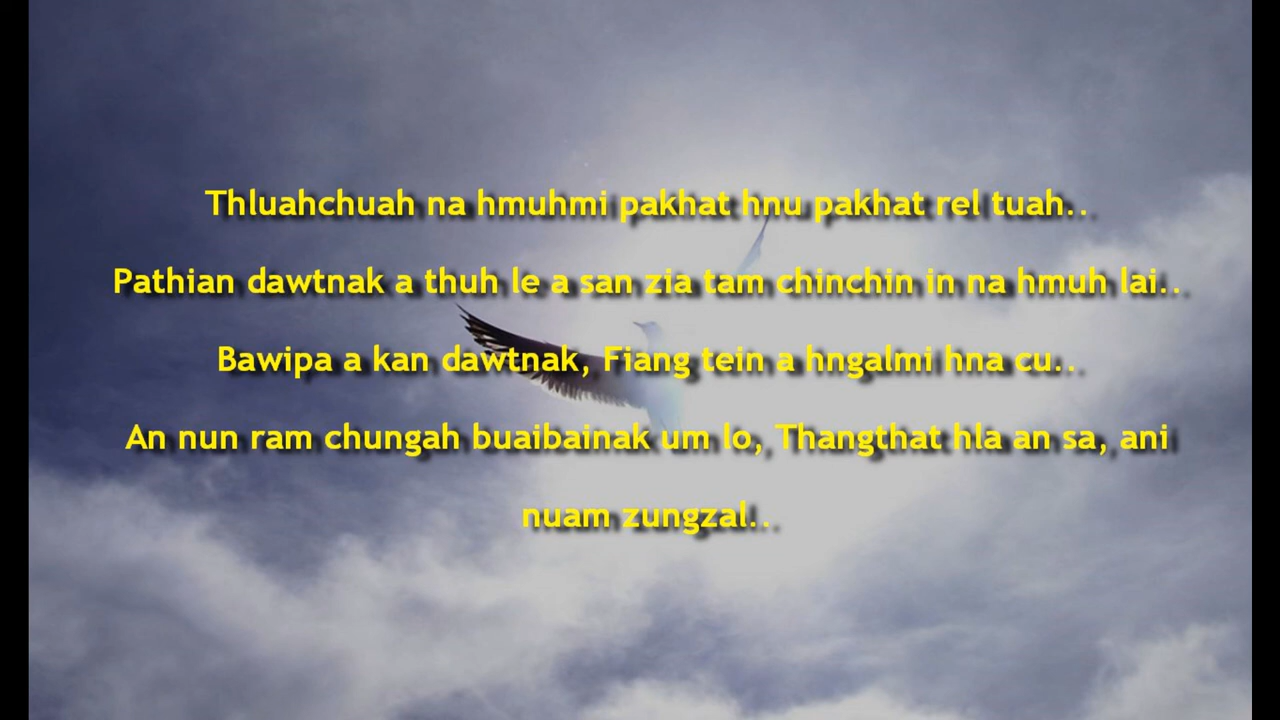 Thluahchuah na hmuhmi pakhat hnu pakhat rel tuah..
Pathian dawtnak a thuh le a san zia tam chinchin in na hmuh lai..
Bawipa a kan dawtnak, Fiang tein a hngalmi hna cu..
An nun ram chungah buaibainak um lo, Thangthat hla an sa, ani
nuam zungzal..